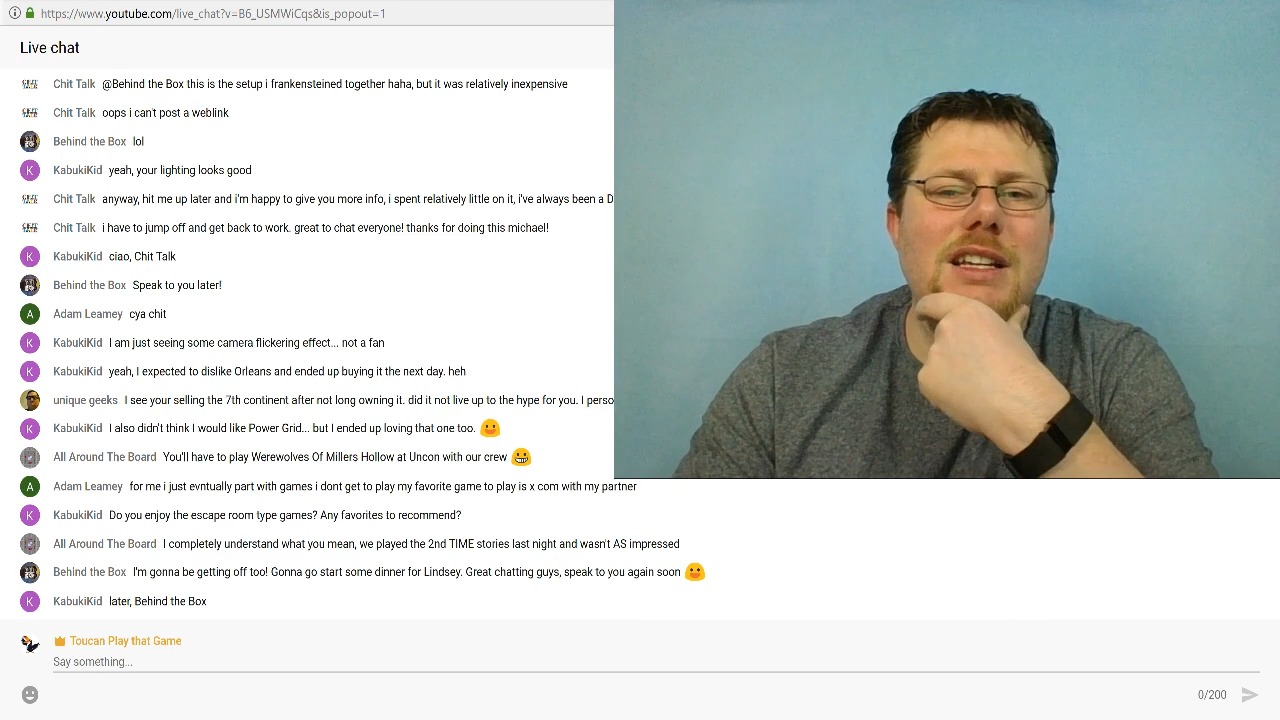 https://www.youtube.com/live_chat?v=B6_USMWiCqs&is_popout=1
Live chat
Chit Talk @Behind the Box this is the setup i frankensteined together haha, but it was relatively inexpensive
Chit Talk oops i can't post a weblink
Behind the Box lol
K KabukiKid yeah, your lighting looks good
Chit Talk anyway, hit me up later and i'm happy to give you more info, i spent relatively little on it, i've always been a D
Chit Talk i have to jump off and get back to work. great to chat everyone! thanks for doing this michael!
K KabukiKid ciao, Chit Talk
Behind the Box Speak to you later!
A Adam Leamey cya chit
K KabukiKid I am just seeing some camera flickering effect... not a fan
K KabukiKid yeah, I expected to dislike Orleans and ended up buying it the next day. heh
unique geeks I see your selling the 7th continent after not long owning it. did it not live up to the hype for you. I perso
K KabukiKid I also didn't think I would like Power Grid... but I ended up loving that one too.
All Around The Board You'll have to play Werewolves Of Millers Hollow at Uncon with our crew
A Adam Leamey for me i just evntually part with games i dont get to play my favorite game to play is x com with my partner
K KabukiKid Do you enjoy the escape room type games? Any favorites to recommend?
All Around The Board I completely understand what you mean, we played the 2nd TIME stories last night and wasn't AS impressed
Behind the Box I'm gonna be getting off too! Gonna go start some dinner for Lindsey. Great chatting guys, speak to you again soon
K KabukiKid later, Behind the Box
Toucan Play that Game
Say something...
0/200